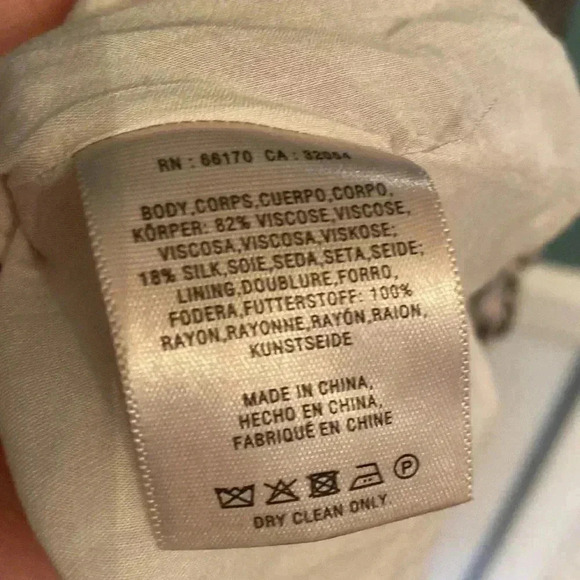 RN : 66170 CA :
BODY,CORPS,CUERPO,CORPO,
KÖRPER: 82% VISCOSE,VISCOSE,
VISCOSA,VISCOSA,VISKOSE;
18% SILK,SOIE,SEDA,SETA,SEIDE;
LINING,DOUBLURE,FORRO,
FODERA,FUTTERSTOFF: 100%
RAYON,RAYONNE,RAYÓN,RAION,
KUNSTSEIDE
MADE IN CHINA,
HECHO EN CHINA,
FABRIQUÉ EN CHINE
P
DRY CLEAN ONLY